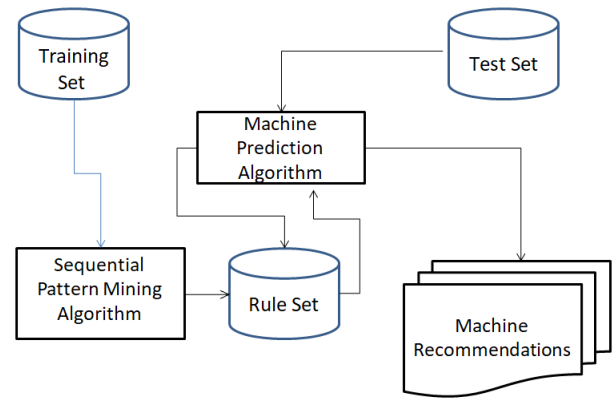 Training
Set
Test Set
Machine
Prediction
Algorithm
Sequential
Pattern Mining
Algorithm
Rule Set
Machine
Recommendations